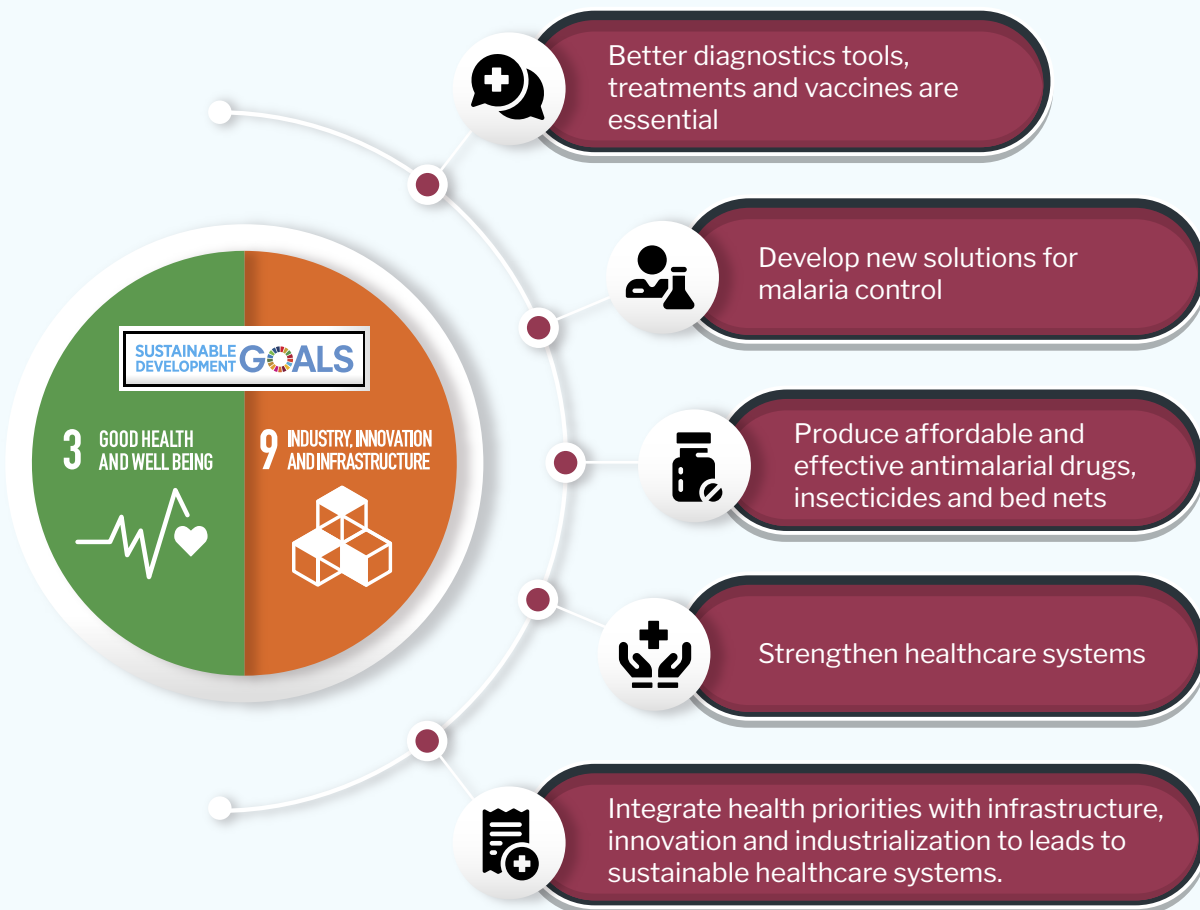 Better diagnostics tools,
treatments and vaccines are
essential
Develop new solutions for
malaria control
SUSTAINABLE
DEVELOPMENT GOALS
3 GOOD HEALTH
AND WELL BEING
9 INDUSTRY, INNOVATION
AND INFRASTRUCTURE
Produce affordable and
effective antimalarial drugs,
insecticides and bed nets
Strengthen healthcare systems
Integrate health priorities with infrastructure,
innovation and industrialization to leads to
sustainable healthcare systems.